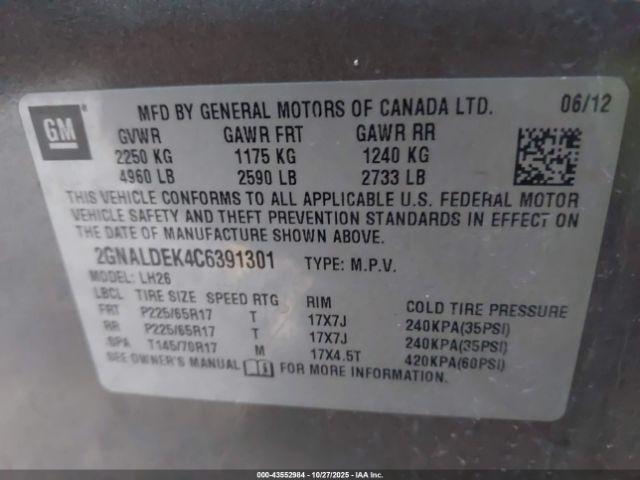 GM
MFD BY GENERAL MOTORS OF CANADA LTD. 06/12
GVWR GAWR FRT GAWR RR
2250 KG 1175 KG 1240 KG
4960 LB 2590 LB 2733 LB
THIS VEHICLE CONFORMS TO ALL APPLICABLE U.S. FEDERAL MOTOR
VEHICLE SAFETY AND THEFT PREVENTION STANDARDS IN EFFECT ON
THE DATE OF MANUFACTURE SHOWN ABOVE.
2GNALDEK4C6391301 TYPE: M.P.V.
MODEL: LH26
LBCL TIRE SIZE SPEED RTG RIM COLD TIRE PRESSURE
FRT P225/65R17 T 17X7J 240KPA(35PSI)
RR P225/65R17 T 17X7J 240KPA(35PSI)
SPA T145/70R17 M 17X4.5T 420KPA(60PSI)
SEE OWNER'S MANUAL FOR MORE INFORMATION.
000-43552984 - 10/27/2025 - IAA, Inc.